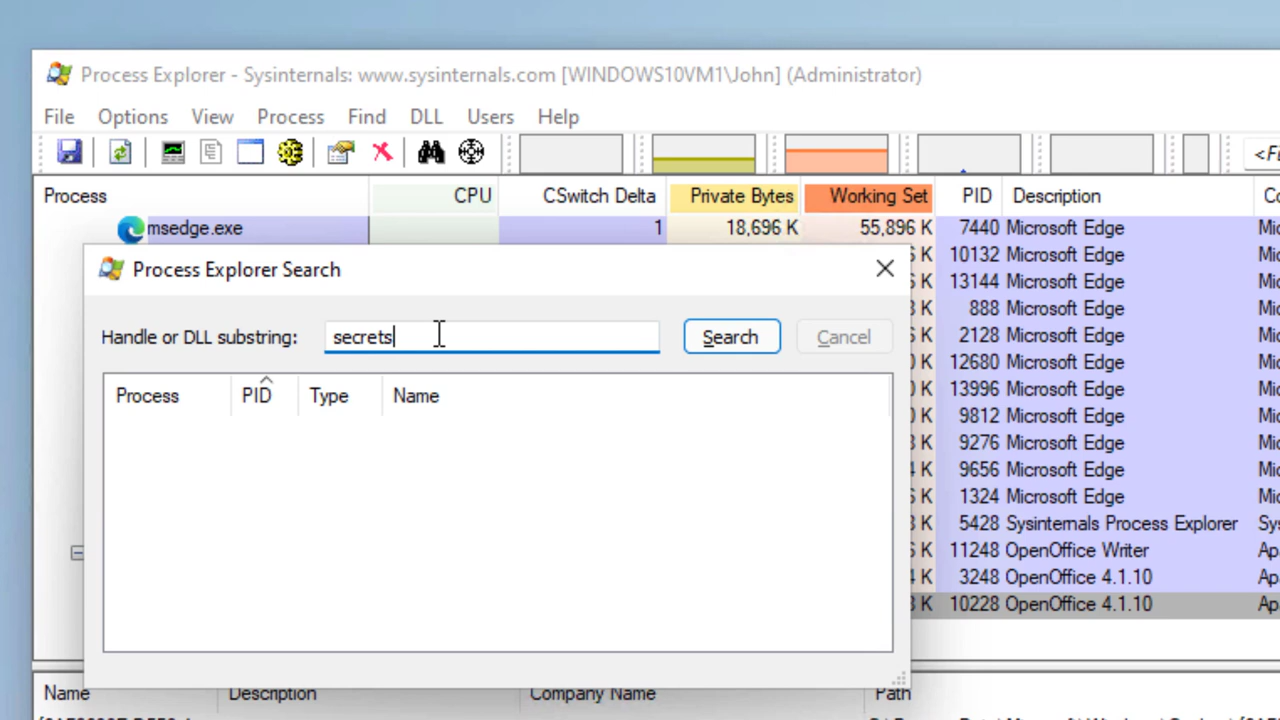 Process Explorer - Sysinternals: www.sysinternals.com [WINDOWS10VM1\John] (Administrator)
File Options View Process Find DLL Users Help
Process CPU CSwitch Delta Private Bytes Working Set PID Description
msedge.exe 1 18,696 K 55,896 K 7440 Microsoft Edge
K 10132 Microsoft Edge
Process Explorer Search
K 13144 Microsoft Edge
K 888 Microsoft Edge
Handle or DLL substring: secrets Search Cancel
K 2128 Microsoft Edge
K 12680 Microsoft Edge
Process PID Type Name
K 13996 Microsoft Edge
K 9812 Microsoft Edge
K 9276 Microsoft Edge
K 9656 Microsoft Edge
K 1324 Microsoft Edge
K 5428 Sysinternals Process Explorer
K 11248 OpenOffice Writer
K 3248 OpenOffice 4.1.10
K 10228 OpenOffice 4.1.10
Name Description Company Name Path